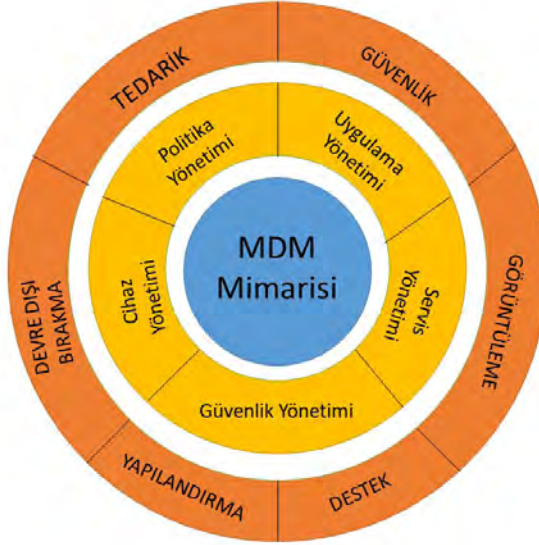 TEDARİK
GÜVENLİK
Politika
Yönetimi
Uygulama
Yönetimi
MDM
Mimarisi
Cihaz
Yönetimi
Servis
Yönetimi
DEVRE DIŞI
BIRAKMA
GÖRÜNTÜLEME
Güvenlik Yönetimi
YAPILANDIRMA
DESTEK